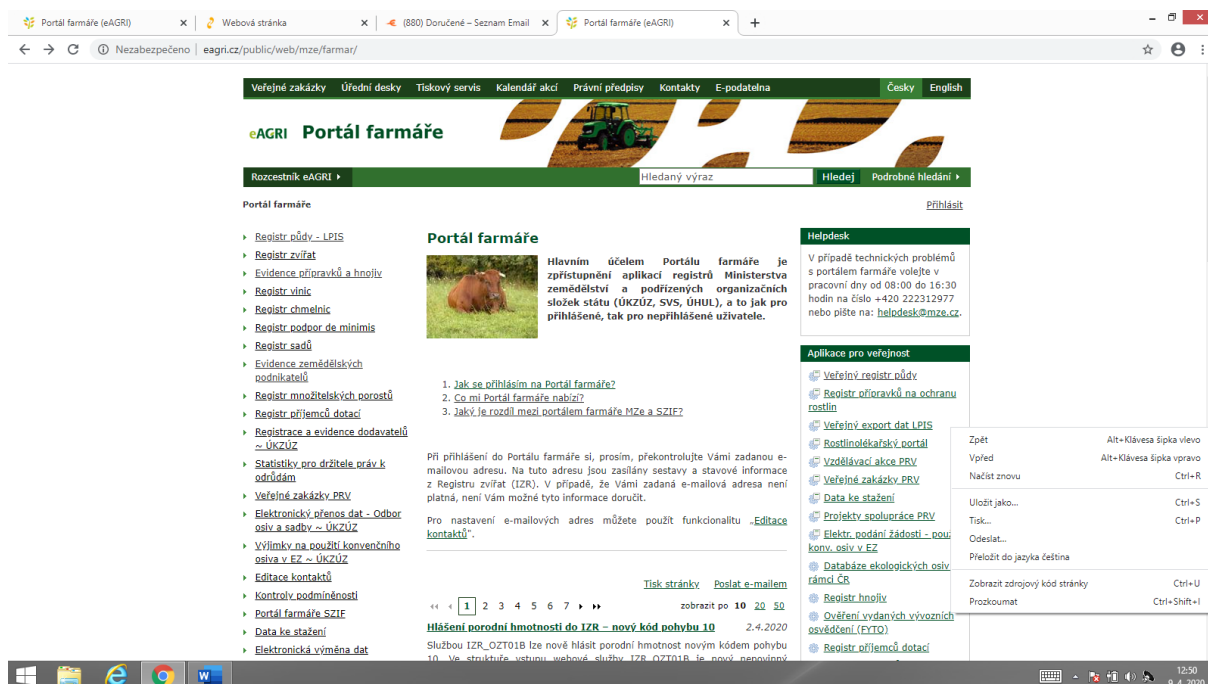 Portál farmáře (eAGRI)
Webová stránka
(880) Doručené – Seznam Email
Portál farmáře (eAGRI)
Nezabezpečeno | eagri.cz/public/web/mze/farmar/
Veřejné zakázky Úřední desky Tiskový servis Kalendář akcí Právní předpisy Kontakty E-podatelna Česky English
eAGRI Portál farmáře
Rozcestník eAGRI
Hledaný výraz
Hledej
Podrobné hledání
Portál farmáře
Přihlásit
Registr půdy - LPIS
Registr zvířat
Evidence přípravků a hnojiv
Registr vinic
Registr chmelnic
Registr podpor de minimis
Registr sadů
Evidence zemědělských
podnikatelů
Registr množitelských porostů
Registr příjemců dotací
Registrace a evidence dodavatelů
~ ÚKZÚZ
Statistiky pro držitele práv k
odrůdám
Veřejné zakázky PRV
Elektronický přenos dat - Odbor
osiv a sadby ~ ÚKZÚZ
Výjimky na použití konvenčního
osiva v EZ ~ ÚKZÚZ
Editace kontaktů
Kontroly podmíněnosti
Portál farmáře SZIF
Data ke stažení
Elektronická výměna dat
Portál farmáře
Hlavním účelem Portálu farmáře je
zpřístupnění aplikací registrů Ministerstva
zemědělství a podřízených organizačních
složek státu (ÚKZÚZ, SVS, ÚHUL), a to jak pro
přihlášené, tak pro nepřihlášené uživatele.
1. Jak se přihlásím na Portál farmáře?
2. Co mi Portál farmáře nabízí?
3. Jaký je rozdíl mezi portálem farmáře MZe a SZIF?
Při přihlášení do Portálu farmáře si, prosím, překontrolujte Vámi zadanou e-
mailovou adresu. Na tuto adresu jsou zasílány sestavy a stavové informace
z Registru zvířat (IZR). V případě, že Vámi zadaná e-mailová adresa není
platná, není Vám možné tyto informace doručit.
Pro nastavení e-mailových adres můžete použít funkcionalitu „Editace
kontaktů".
Tisk stránky Poslat e-mailem
1 2 3 4 5 6 7
zobrazit po 10 20 50
Hlášení porodní hmotnosti do IZR – nový kód pohybu 10 2.4.2020
Službou IZR_OZT01B lze nově hlásit porodní hmotnost novým kódem pohybu
10. Ve struktuře vstupu webové služby IZR_OZT01B je nový nepovinný
Helpdesk
V případě technických problémů
s portálem farmáře volejte v
pracovní dny od 08:00 do 16:30
hodin na číslo +420 222312977
nebo pište na: helpdesk@mze.cz.
Aplikace pro veřejnost
Veřejný registr půdy
Registr přípravků na ochranu
rostlin
Veřejný export dat LPIS
Rostlinolékařský portál
Vzdělávací akce PRV
Veřejné zakázky PRV
Data ke stažení
Projekty spolupráce PRV
Elektr. podání žádosti - použ
konv. osiv v EZ
Databáze ekologických osiv
rámci ČR
Registr hnojiv
Ověření vydaných vývozních
osvědčení (FYTO)
Registr příjemců dotací
Zpět Alt+Klávesa šipka vlevo
Vpřed Alt+Klávesa šipka vpravo
Načíst znovu Ctrl+R
Uložit jako... Ctrl+S
Tisk... Ctrl+P
Odeslat...
Přeložit do jazyka čeština
Zobrazit zdrojový kód stránky Ctrl+U
Prozkoumat Ctrl+Shift+I
12:50
9. 4. 2020